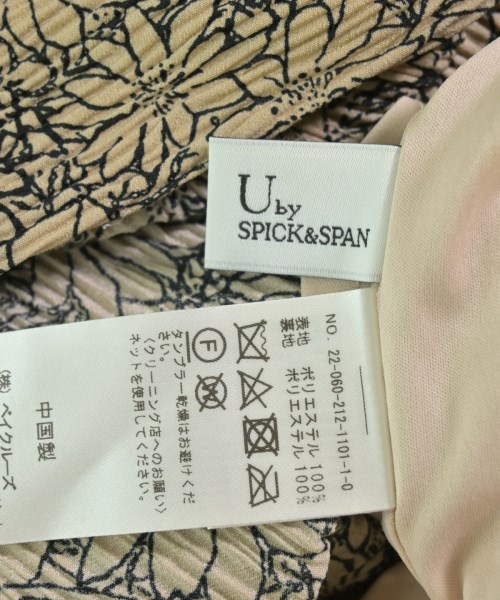 U by
SPICK&SPAN
NO. 22-060-212-1101-1-0
表地 ポリエステル 100%
裏地 ポリエステル 100%
F
W
タンブラー乾燥はお避けくだ
さい。
〈クリーニング店へのお願い〉
ネットを使用してください。
中国製
(株)ベイクルーズ